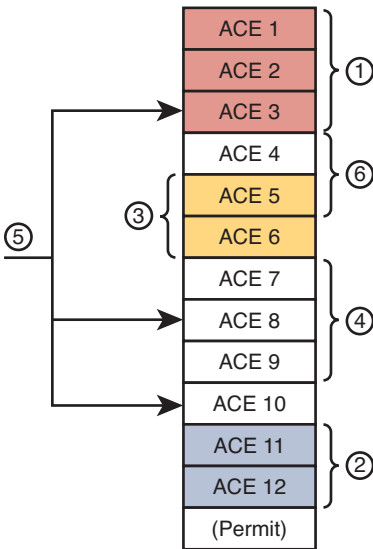 ACE 1
ACE 2
①
ACE 3
ACE 4
⑥
ACE 5
③
⑤
ACE 6
ACE 7
ACE 8
④
ACE 9
ACE 10
ACE 11
②
ACE 12
(Permit)